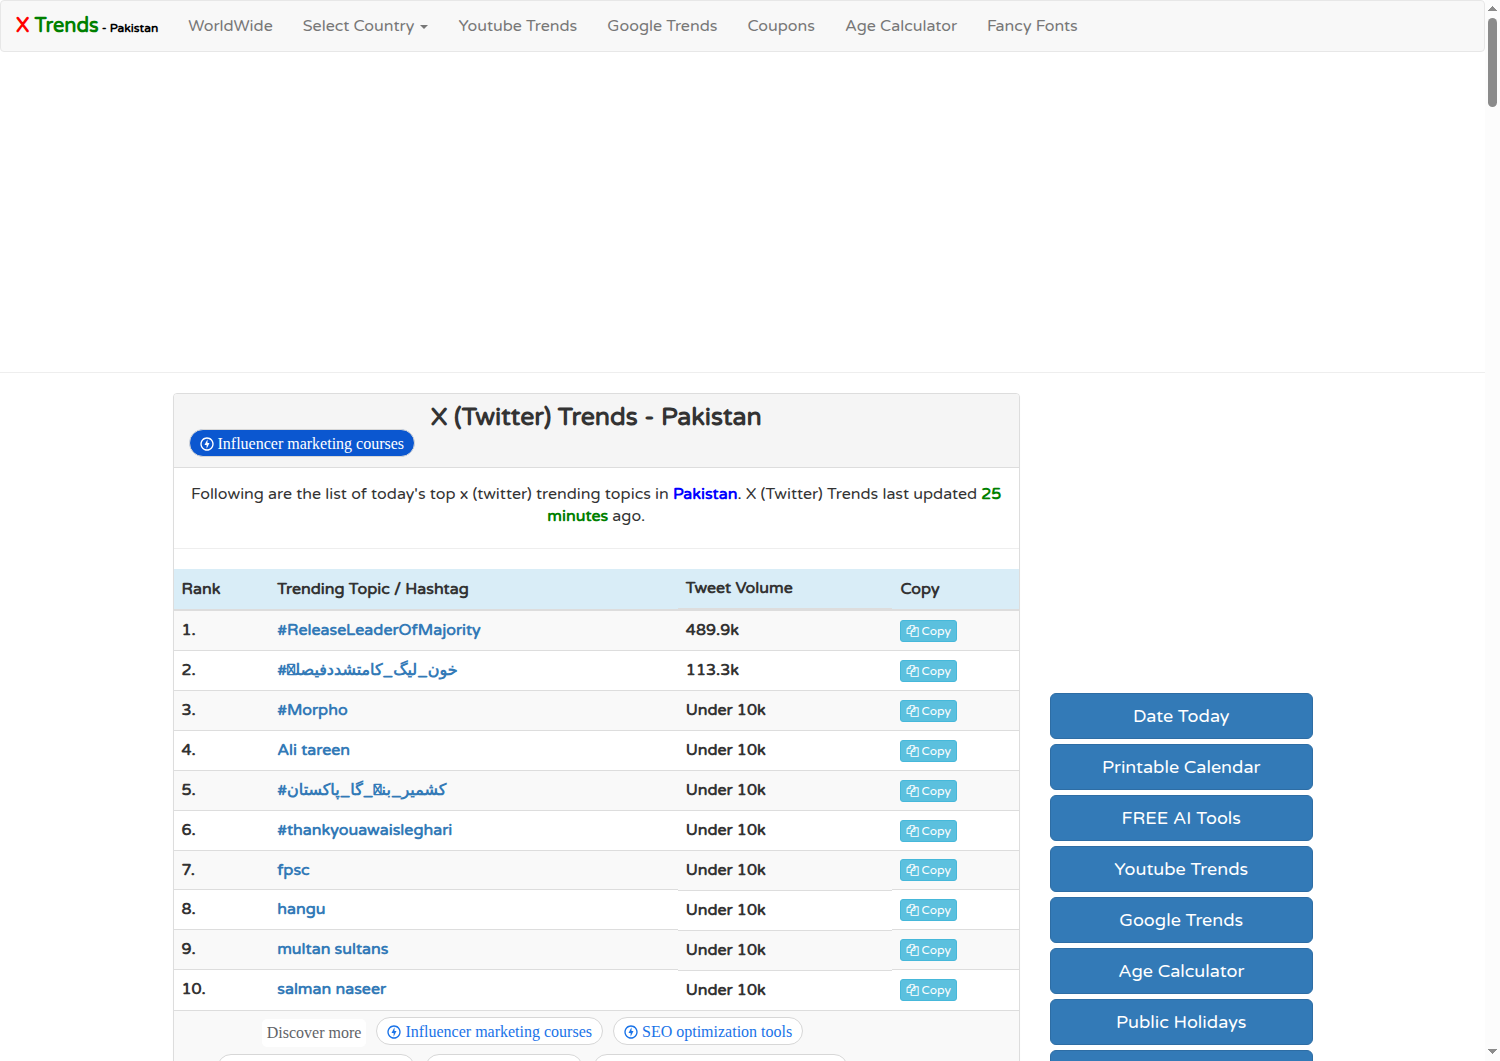 X Trends - Pakistan WorldWide Select Country Youtube Trends Google Trends Coupons Age Calculator Fancy Fonts
X (Twitter) Trends - Pakistan
Influencer marketing courses
Following are the list of today's top x (twitter) trending topics in Pakistan. X (Twitter) Trends last updated 25
minutes ago.
Rank Trending Topic / Hashtag Tweet Volume Copy
1. #ReleaseLeaderOfMajority 489.9k Copy
2. #خون_لیگ_کامتشددفیصل 113.3k Copy
3. #Morpho Under 10k Copy
4. Ali tareen Under 10k Copy
5. #کشمیر_بن_گا_پاکستان Under 10k Copy
6. #thankyouawaisleghari Under 10k Copy
7. fpsc Under 10k Copy
8. hangu Under 10k Copy
9. multan sultans Under 10k Copy
10. salman naseer Under 10k Copy
Discover more Influencer marketing courses SEO optimization tools
Date Today
Printable Calendar
FREE AI Tools
Youtube Trends
Google Trends
Age Calculator
Public Holidays